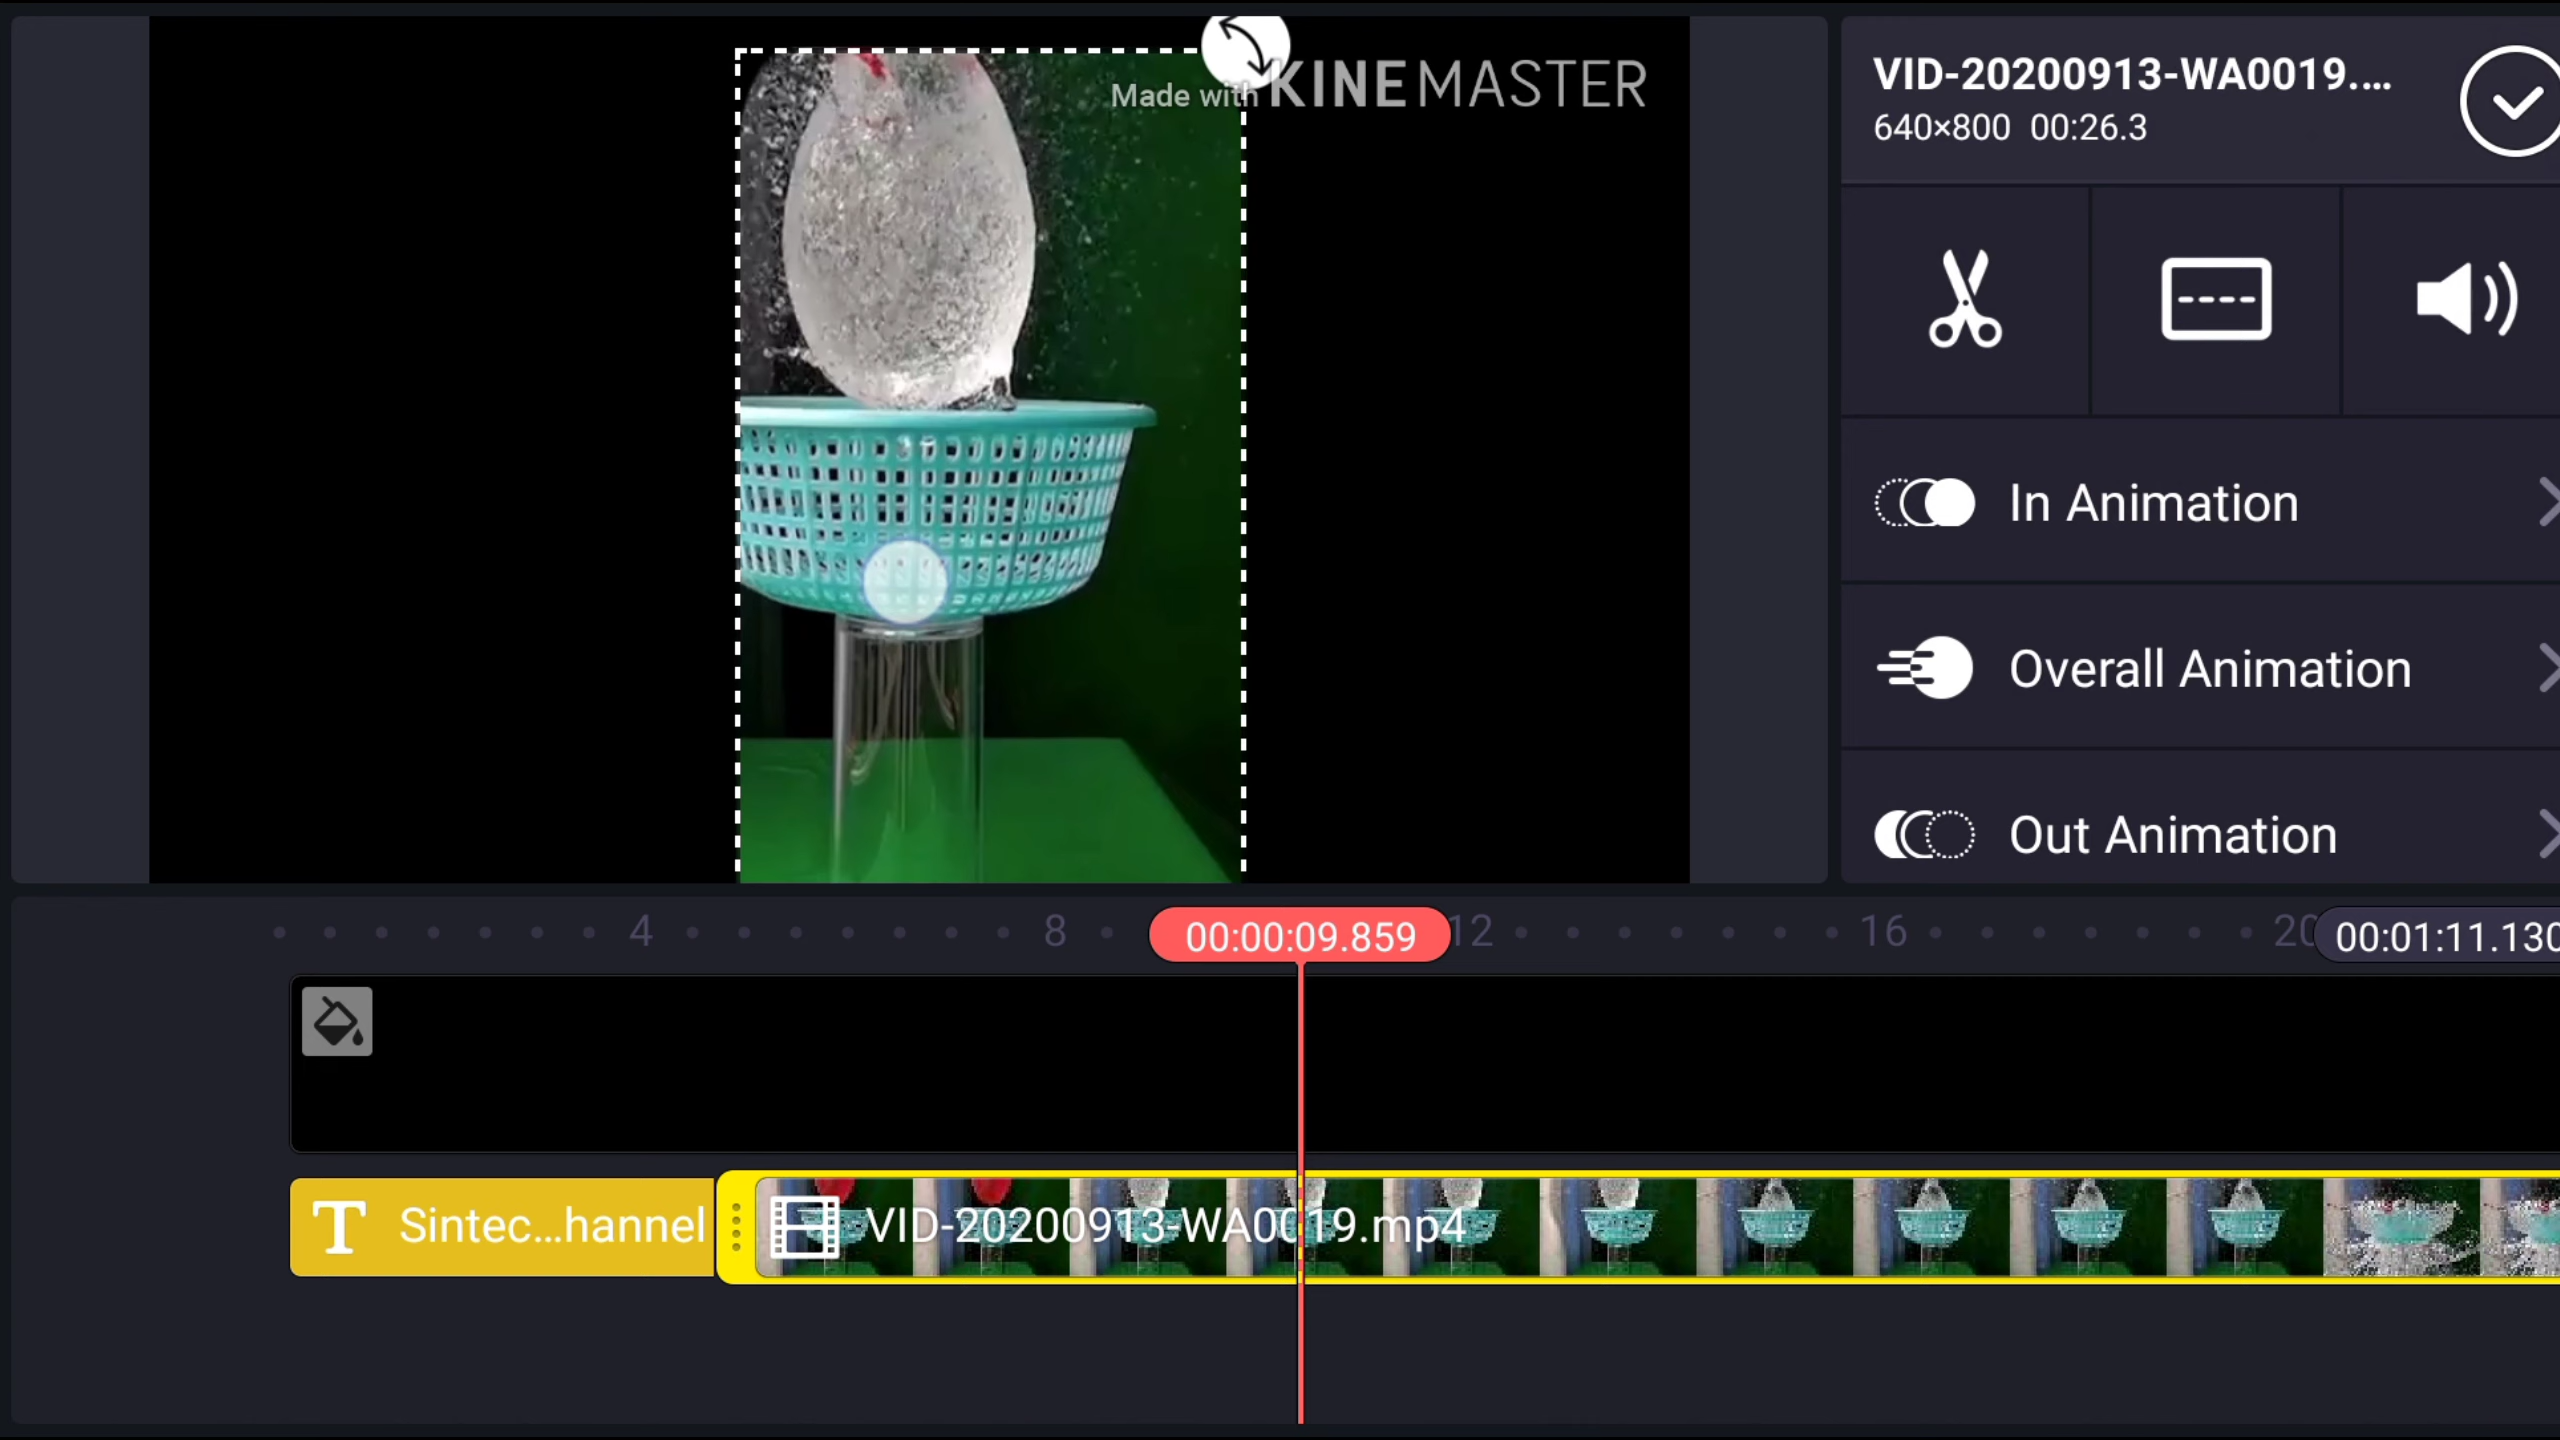 Made with KINEMASTER
VID-20200913-WA0019....
640×800 00:26.3
In Animation
Overall Animation
Out Animation
4 8 00:00:09.859 12 16 20 00:01:11.130
T Sintec...hannel VID-20200913-WA0019.mp4